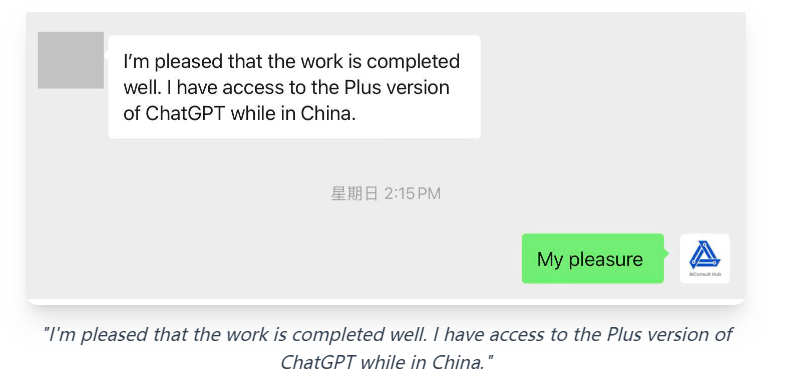 I’m pleased that the work is completed
well. I have access to the Plus version
of ChatGPT while in China.
星期日 2:15 PM
My pleasure
AIConsult Hub
"I'm pleased that the work is completed well. I have access to the Plus version of
ChatGPT while in China."